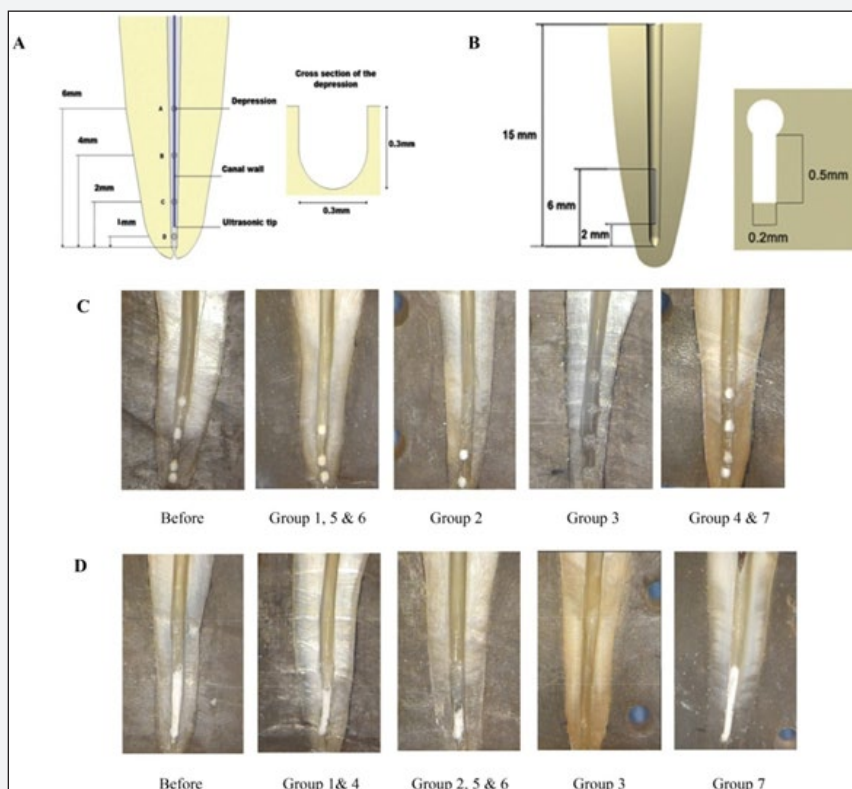 A
6mm
4mm
2mm
1mm
A
B
C
D
Depression
Canal wall
Ultrasonic tip
Cross section of the
depression
0.3mm
0.3mm
B
15 mm
6 mm
2 mm
0.5mm
0.2mm
C
Before
Group 1, 5 & 6
Group 2
Group 3
Group 4 & 7
D
Before
Group 1& 4
Group 2, 5 & 6
Group 3
Group 7